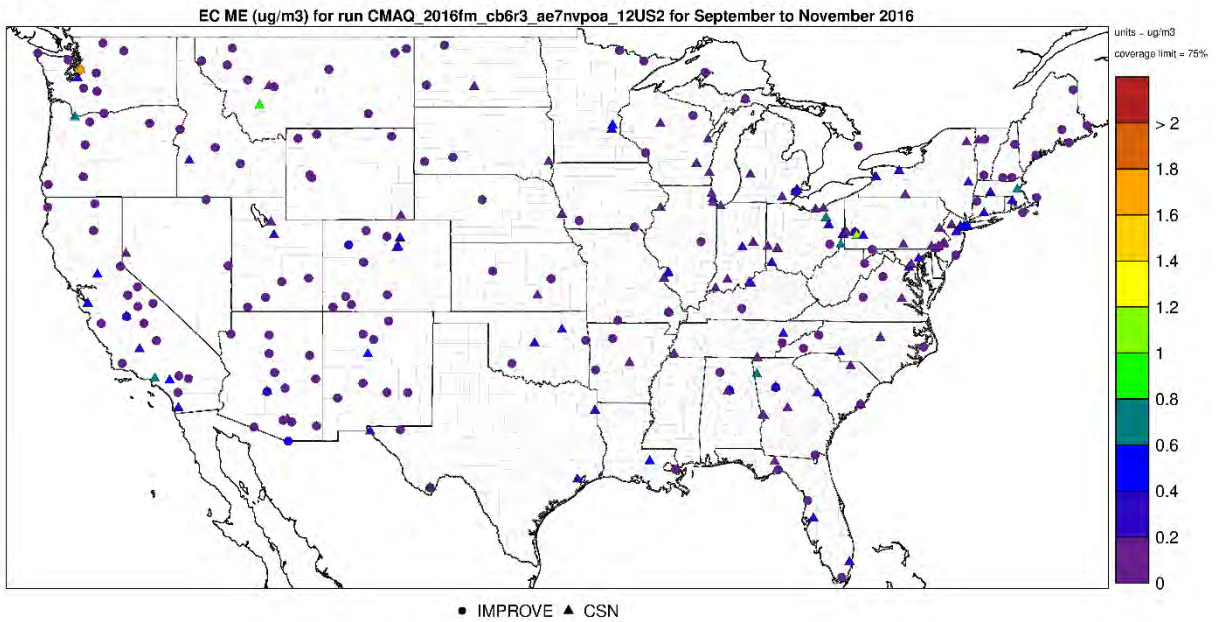 EC ME (ug/m3) for run CMAQ_2016fm_cb6r3_ae7nvpoa_12US2 for September to November 2016
units = ug/m3
coverage limit = 75%
> 2
1.8
1.6
1.4
1.2
1
0.8
0.6
0.4
0.2
0
● IMPROVE ▲ CSN